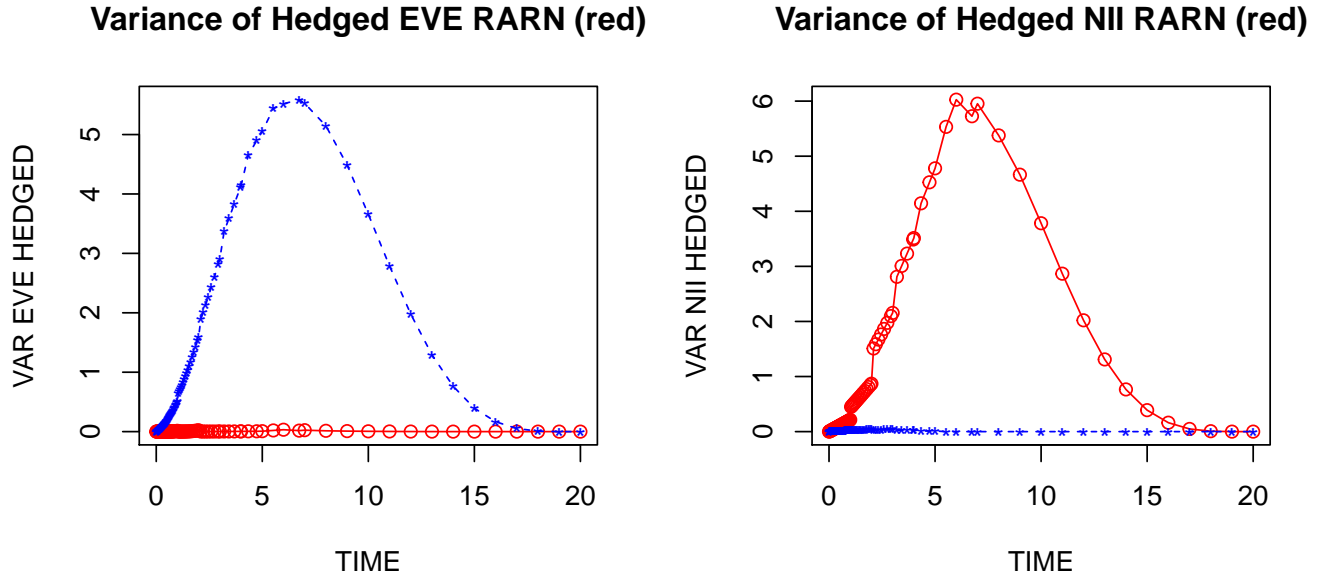 Variance of Hedged EVE RARN (red)
VAR EVE HEDGED
5
4
3
2
1
0
0 5 10 15 20
TIME
Variance of Hedged NII RARN (red)
VAR NII HEDGED
6
5
4
3
2
1
0
0 5 10 15 20
TIME